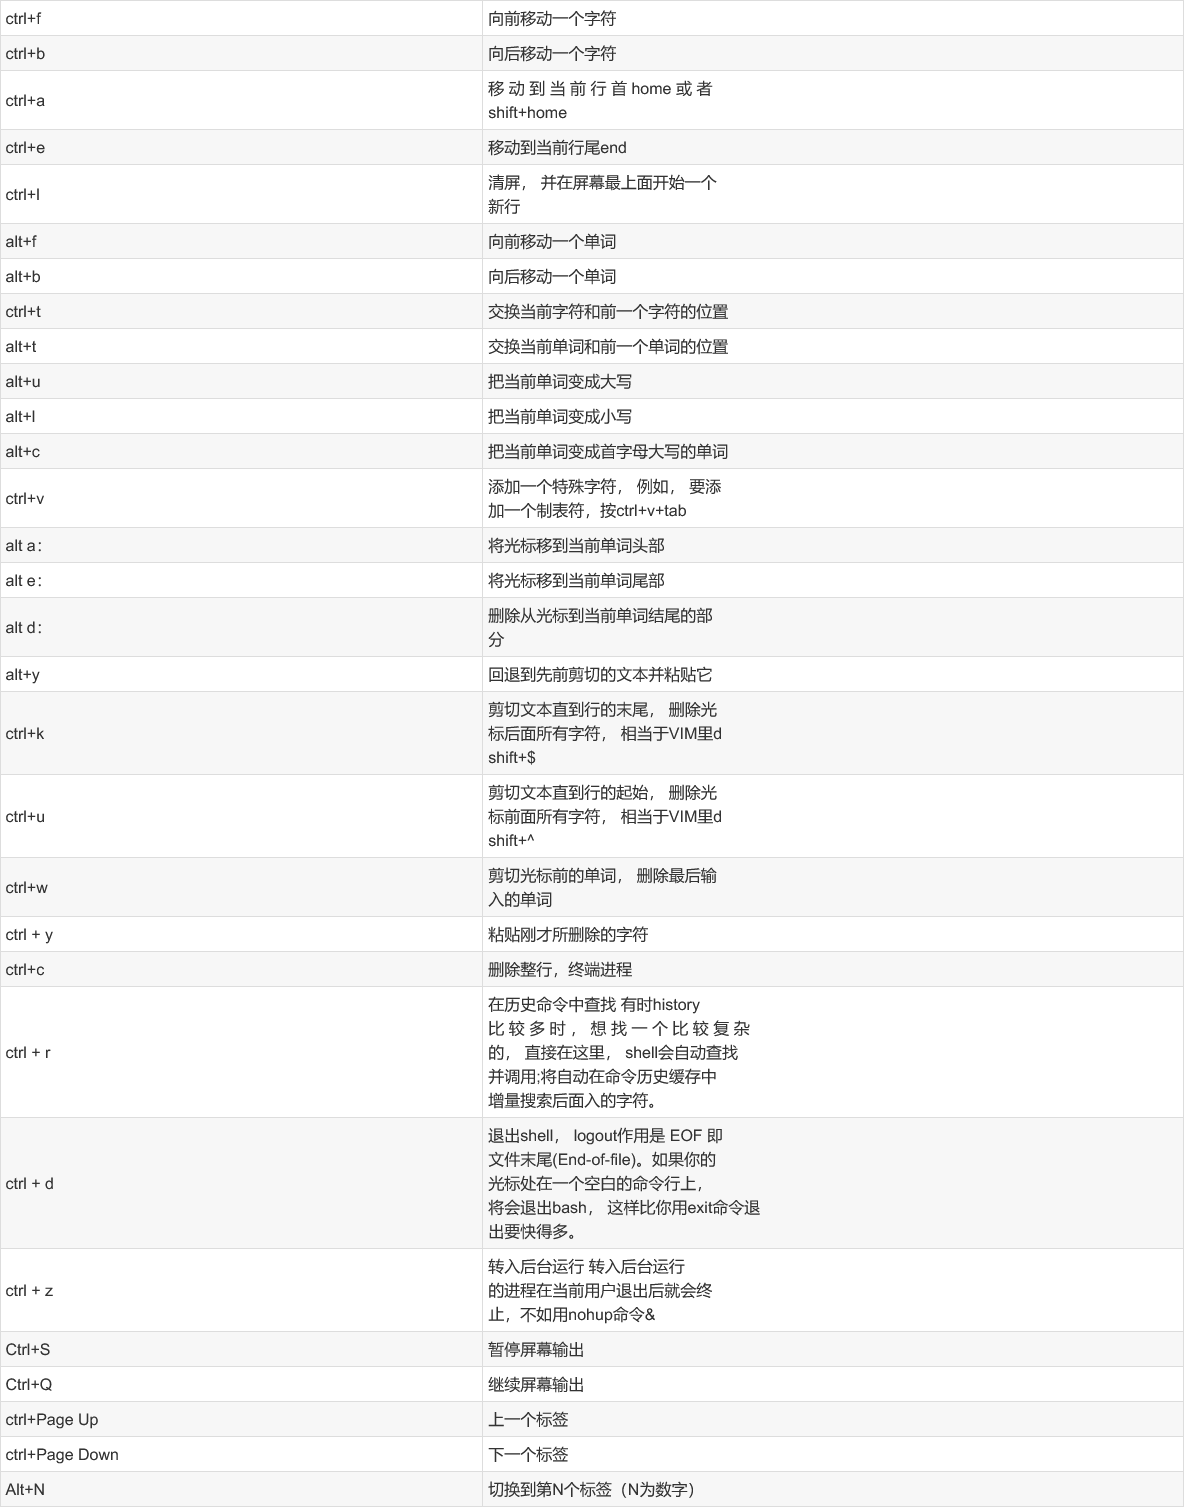 ctrl+f 向前移动一个字符
ctrl+b 向后移动一个字符
ctrl+a 移 动 到 当 前 行 首 home 或 者
shift+home
ctrl+e 移动到当前行尾end
ctrl+l 清屏， 并在屏幕最上面开始一个
新行
alt+f 向前移动一个单词
alt+b 向后移动一个单词
ctrl+t 交换当前字符和前一个字符的位置
alt+t 交换当前单词和前一个单词的位置
alt+u 把当前单词变成大写
alt+l 把当前单词变成小写
alt+c 把当前单词变成首字母大写的单词
ctrl+v 添加一个特殊字符， 例如， 要添
加一个制表符，按ctrl+v+tab
alt a： 将光标移到当前单词头部
alt e： 将光标移到当前单词尾部
alt d： 删除从光标到当前单词结尾的部
分
alt+y 回退到先前剪切的文本并粘贴它
ctrl+k 剪切文本直到行的末尾， 删除光
标后面所有字符， 相当于VIM里d
shift+$
ctrl+u 剪切文本直到行的起始， 删除光
标前面所有字符， 相当于VIM里d
shift+^
ctrl+w 剪切光标前的单词， 删除最后输
入的单词
ctrl + y 粘贴刚才所删除的字符
ctrl+c 删除整行，终端进程
ctrl + r 在历史命令中查找 有时history
比 较 多 时 ， 想 找 一 个 比 较 复 杂
的， 直接在这里， shell会自动查找
并调用;将自动在命令历史缓存中
增量搜索后面入的字符。
ctrl + d 退出shell， logout作用是 EOF 即
文件末尾(End-of-file)。如果你的
光标处在一个空白的命令行上，
将会退出bash， 这样比你用exit命令退
出要快得多。
ctrl + z 转入后台运行 转入后台运行
的进程在当前用户退出后就会终
止，不如用nohup命令&
Ctrl+S 暂停屏幕输出
Ctrl+Q 继续屏幕输出
ctrl+Page Up 上一个标签
ctrl+Page Down 下一个标签
Alt+N 切换到第N个标签（N为数字）